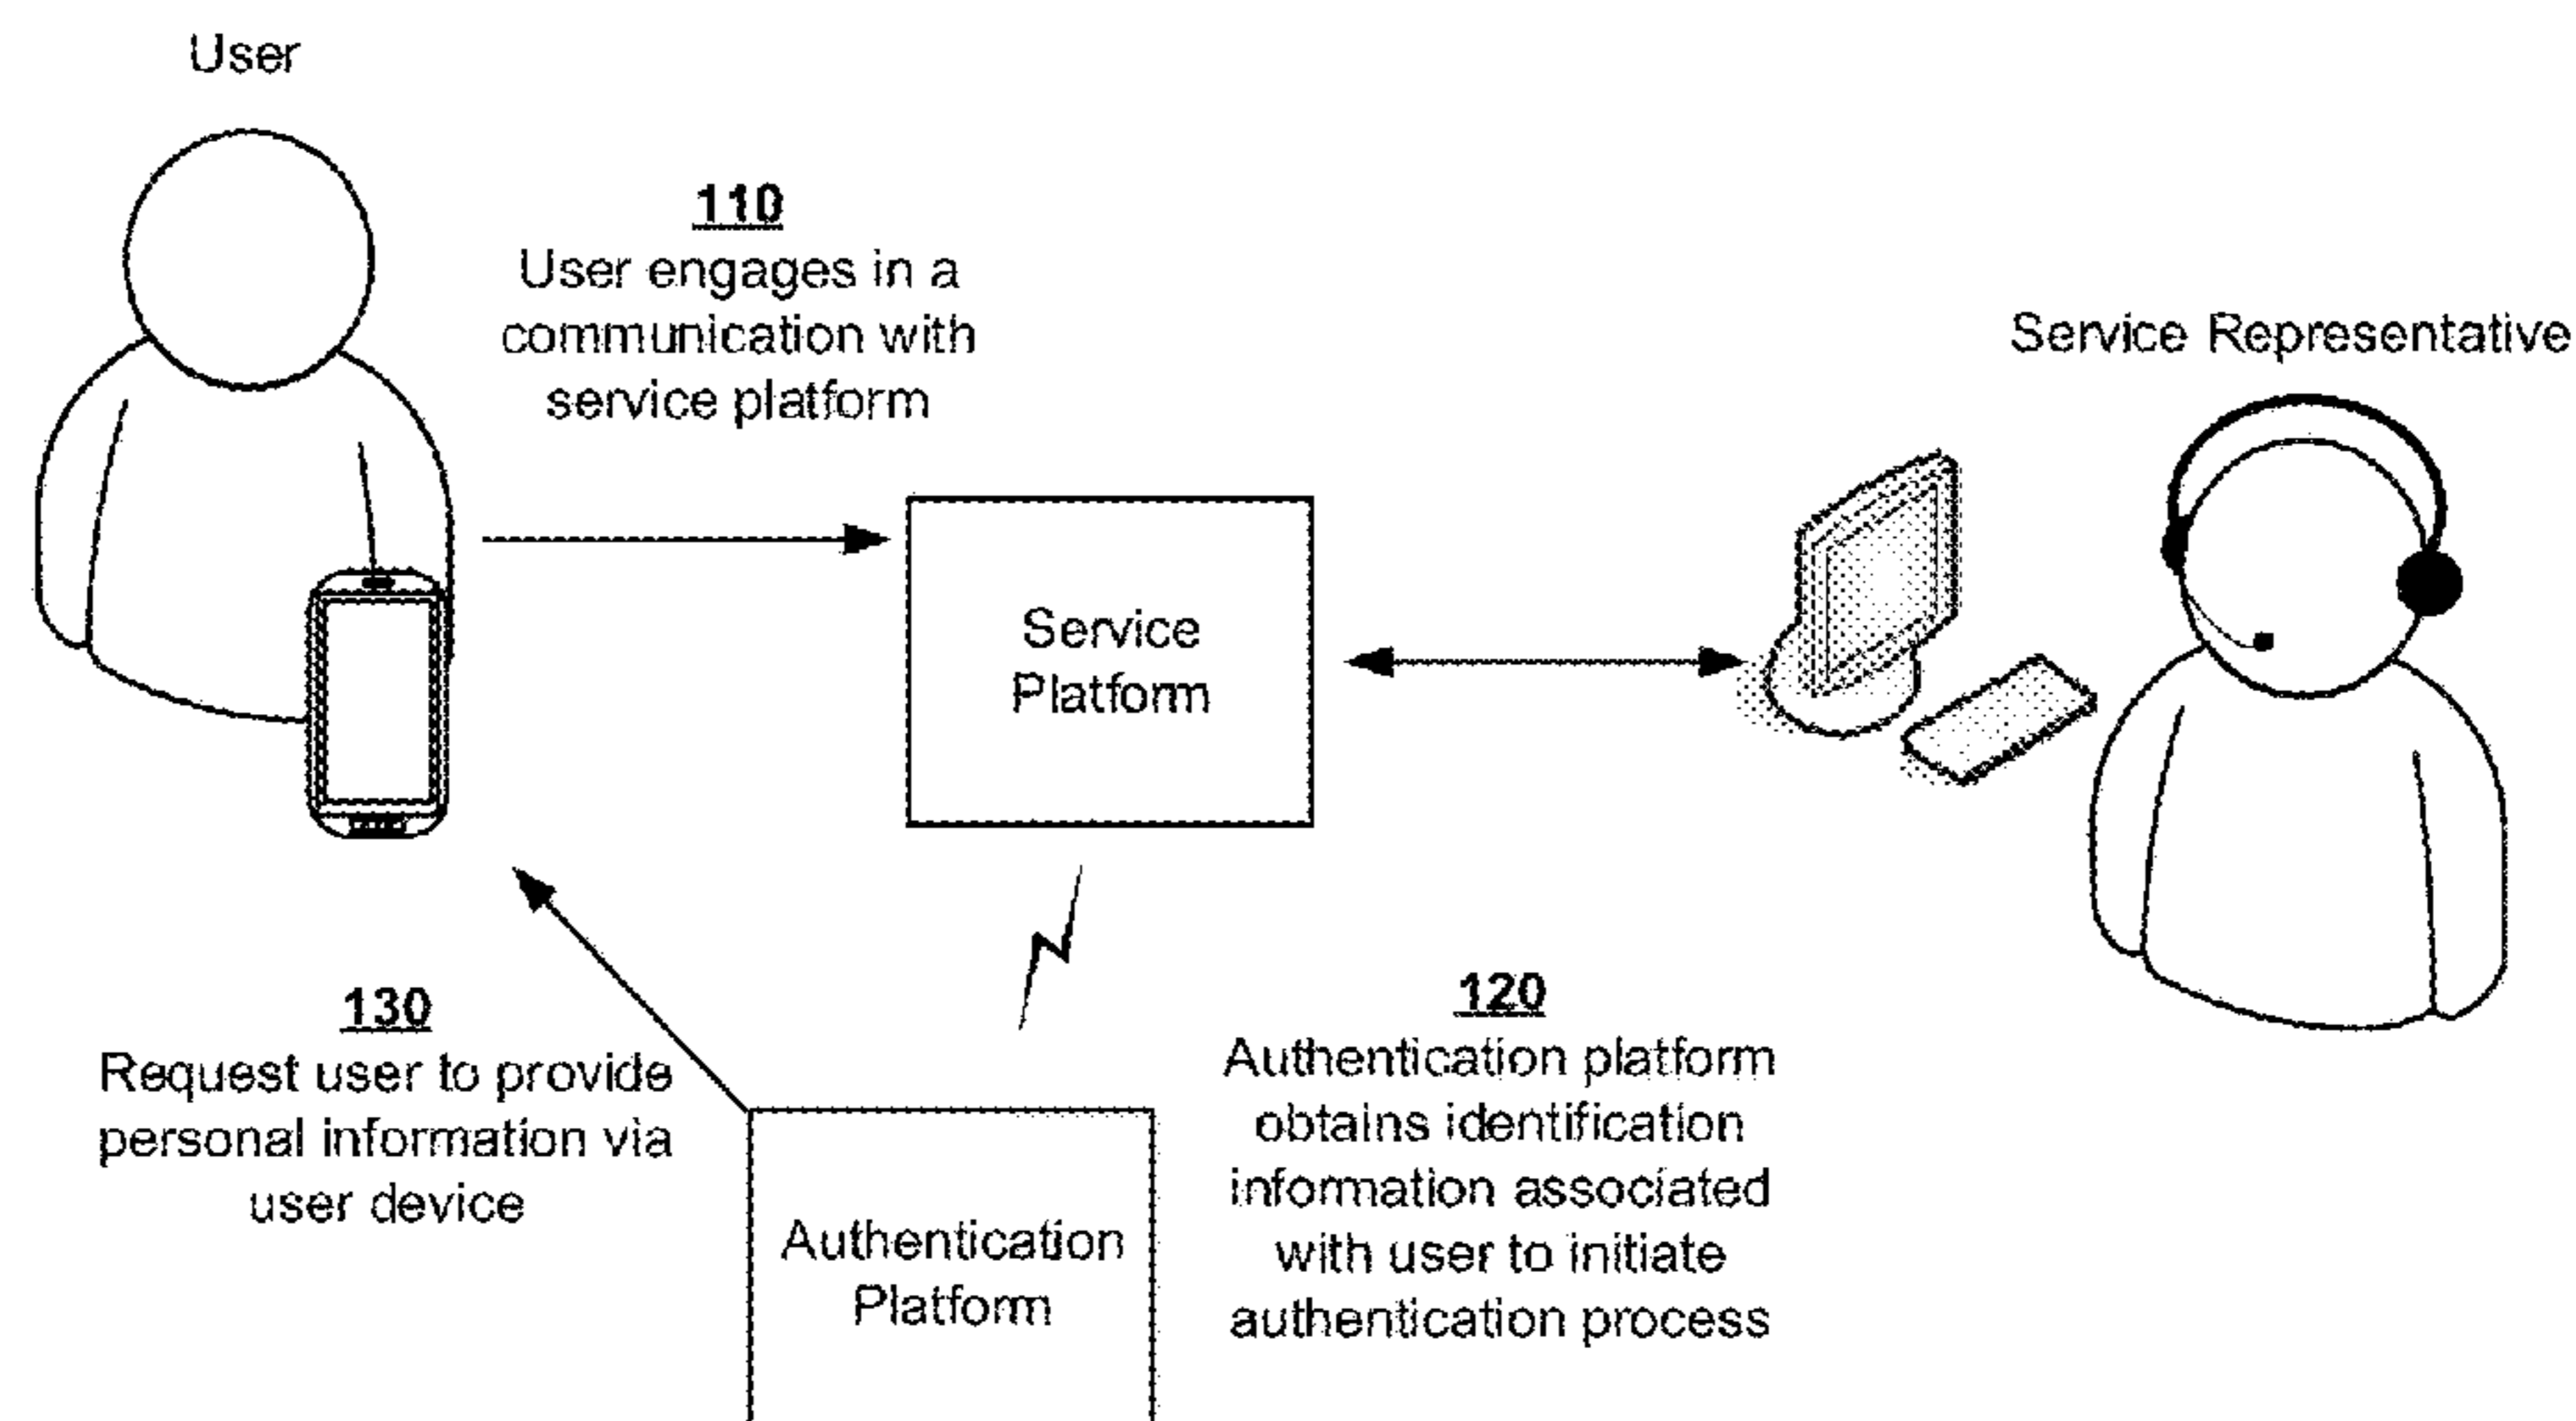 User
110
User engages in a
communication with
service platform
Service Representative
Service
Platform
130
Request user to provide
personal information via
user device
120
Authentication platform
obtains identification
information associated
with user to initiate
authentication process
Authentication
Platform